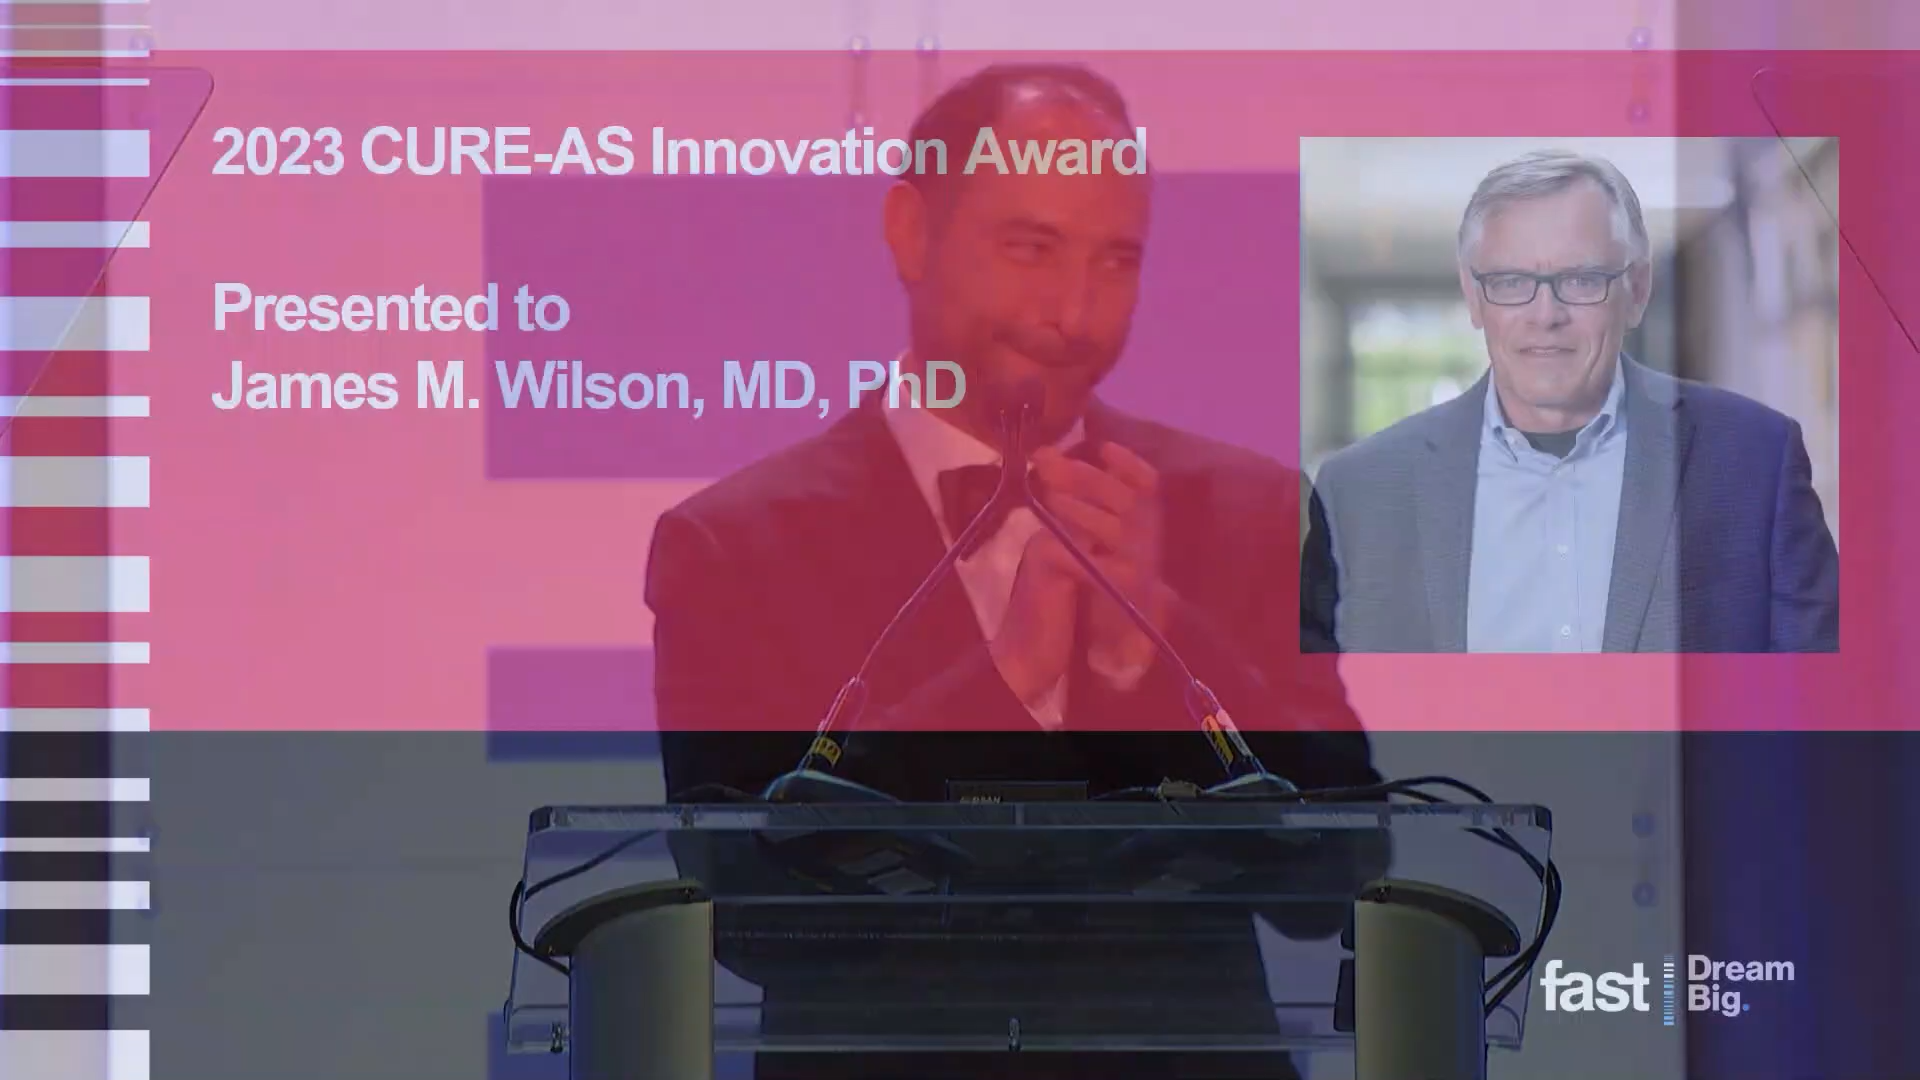 2023 CURE-AS Innovation Award
Presented to
James M. Wilson, MD, PhD
fast
Dream
Big.